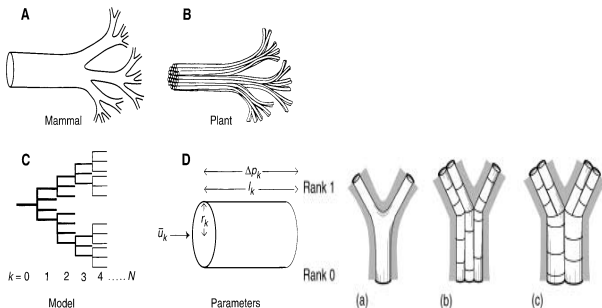 A
B
Mammal
Plant
C
D
Δp_k
l_k
r_k
ū_k
k = 0 1 2 3 4 ..... N
Model
Parameters
Rank 1
Rank 0
(a)
(b)
(c)